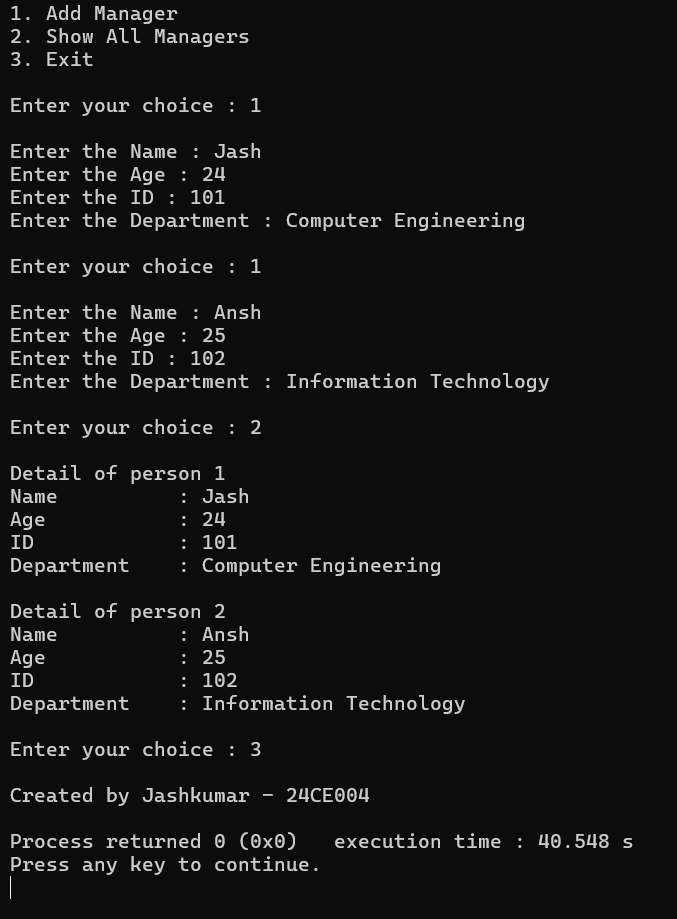 1. Add Manager
2. Show All Managers
3. Exit
Enter your choice : 1
Enter the Name : Jash
Enter the Age : 24
Enter the ID : 101
Enter the Department : Computer Engineering
Enter your choice : 1
Enter the Name : Ansh
Enter the Age : 25
Enter the ID : 102
Enter the Department : Information Technology
Enter your choice : 2
Detail of person 1
Name          : Jash
Age           : 24
ID            : 101
Department    : Computer Engineering
Detail of person 2
Name          : Ansh
Age           : 25
ID            : 102
Department    : Information Technology
Enter your choice : 3
Created by Jashkumar - 24CE004
Process returned 0 (0x0)   execution time : 40.548 s
Press any key to continue.